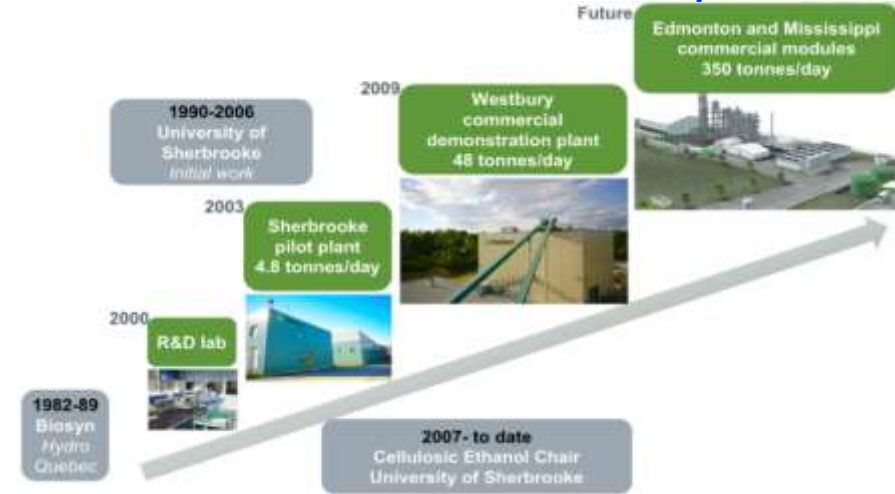 Future
Edmonton and Mississippi
commercial modules
350 tonnes/day
2009
Westbury
commercial
demonstration plant
48 tonnes/day
1990-2006
University of
Sherbrooke
Initial work
2003
Sherbrooke
pilot plant
4.8 tonnes/day
2000
R&D lab
1982-89
Biosyn
Hydro
Quebec
2007- to date
Cellulosic Ethanol Chair
University of Sherbrooke